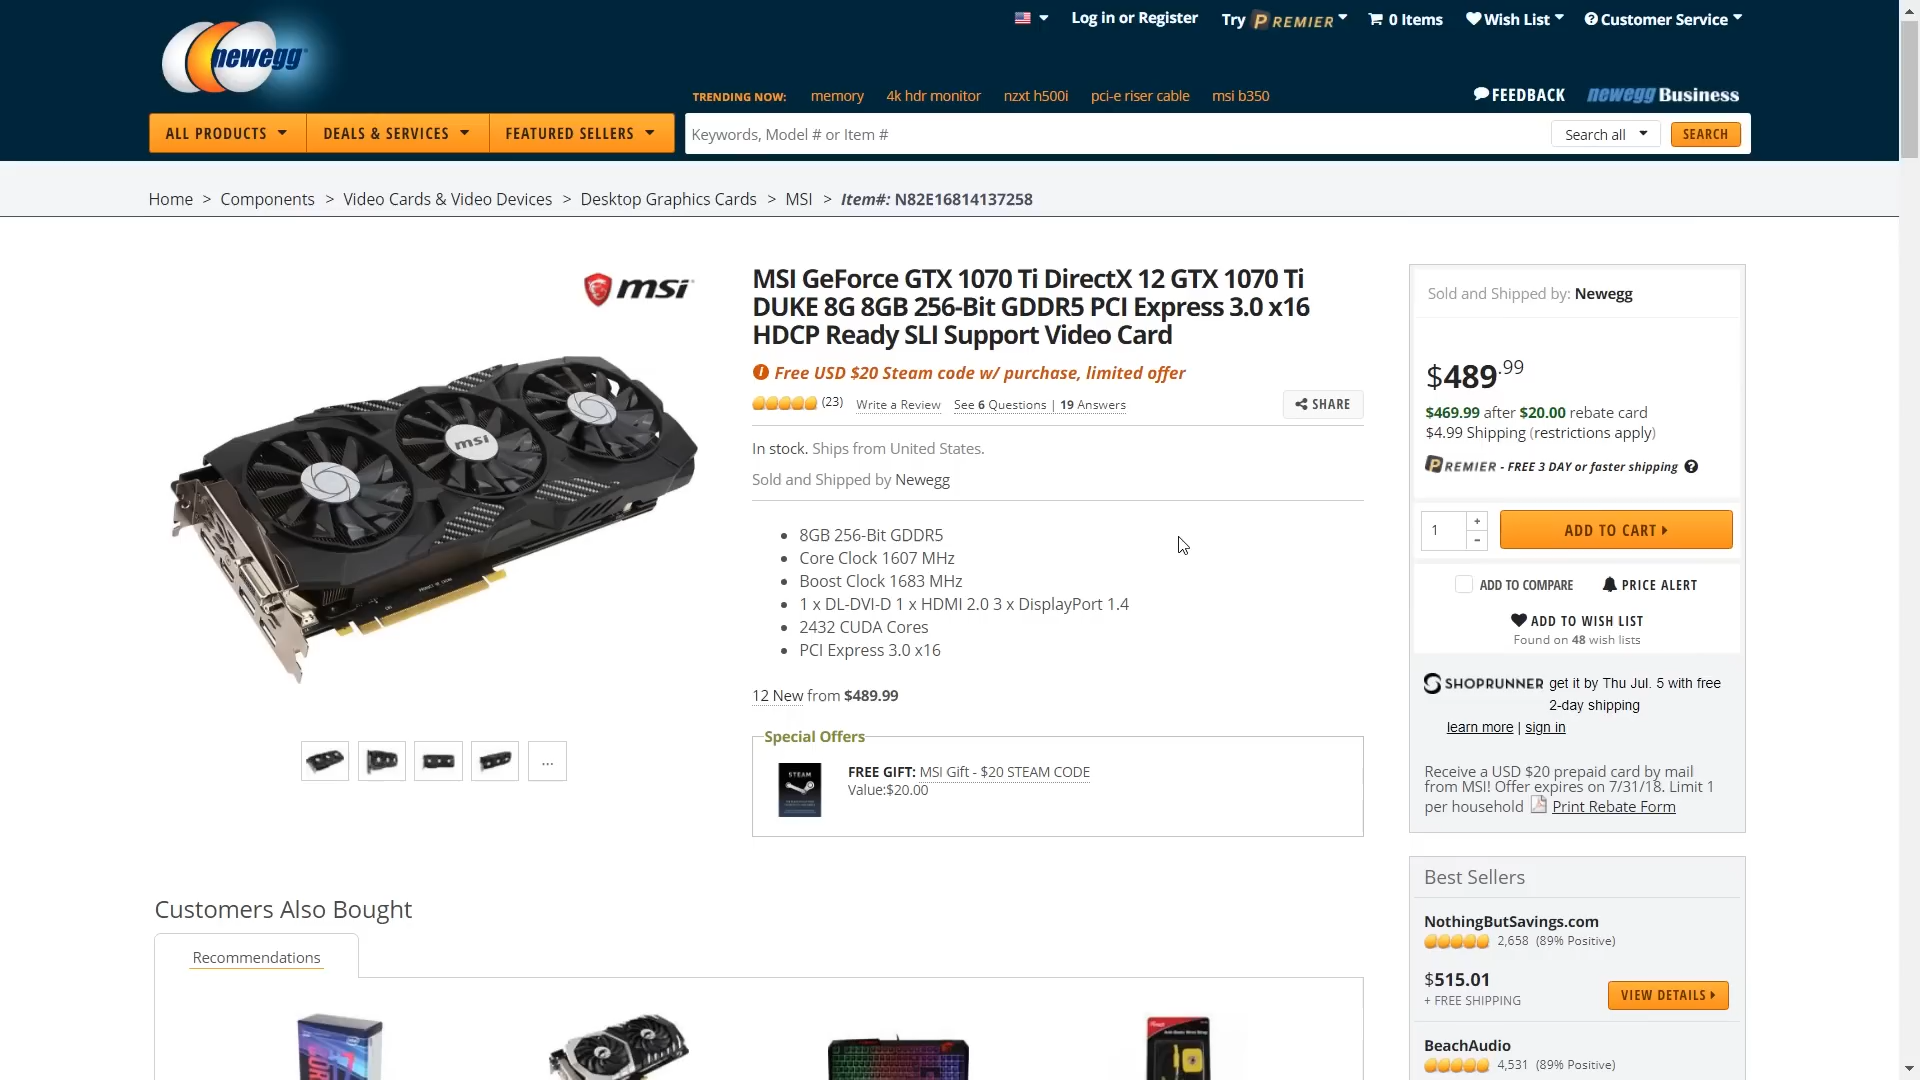 Log in or Register
Try PREMIER
0 Items
Wish List
Customer Service
newegg
TRENDING NOW: memory 4k hdr monitor nzxt h500i pci-e riser cable msi b350
FEEDBACK
newegg Business
ALL PRODUCTS
DEALS & SERVICES
FEATURED SELLERS
Keywords, Model # or Item #
Search all
SEARCH
Home > Components > Video Cards & Video Devices > Desktop Graphics Cards > MSI > Item#: N82E16814137258
msi
msi
MSI GeForce GTX 1070 Ti DirectX 12 GTX 1070 Ti
DUKE 8G 8GB 256-Bit GDDR5 PCI Express 3.0 x16
HDCP Ready SLI Support Video Card
Free USD $20 Steam code w/ purchase, limited offer
(23) Write a Review See 6 Questions | 19 Answers
SHARE
In stock. Ships from United States.
Sold and Shipped by Newegg
8GB 256-Bit GDDR5
Core Clock 1607 MHz
Boost Clock 1683 MHz
1 x DL-DVI-D 1 x HDMI 2.0 3 x DisplayPort 1.4
2432 CUDA Cores
PCI Express 3.0 x16
12 New from $489.99
Special Offers
STEAM
FREE GIFT: MSI Gift - $20 STEAM CODE
Value:$20.00
...
Sold and Shipped by: Newegg
$489.99
$469.99 after $20.00 rebate card
$4.99 Shipping (restrictions apply)
PREMIER - FREE 3 DAY or faster shipping ?
1
+
-
ADD TO CART
ADD TO COMPARE
PRICE ALERT
ADD TO WISH LIST
Found on 48 wish lists
SHOPRUNNER get it by Thu Jul. 5 with free
2-day shipping
learn more | sign in
Receive a USD $20 prepaid card by mail
from MSI! Offer expires on 7/31/18. Limit 1
per household Print Rebate Form
Best Sellers
NothingButSavings.com
2,658 (89% Positive)
$515.01
+ FREE SHIPPING
VIEW DETAILS
BeachAudio
4,531 (89% Positive)
Customers Also Bought
Recommendations